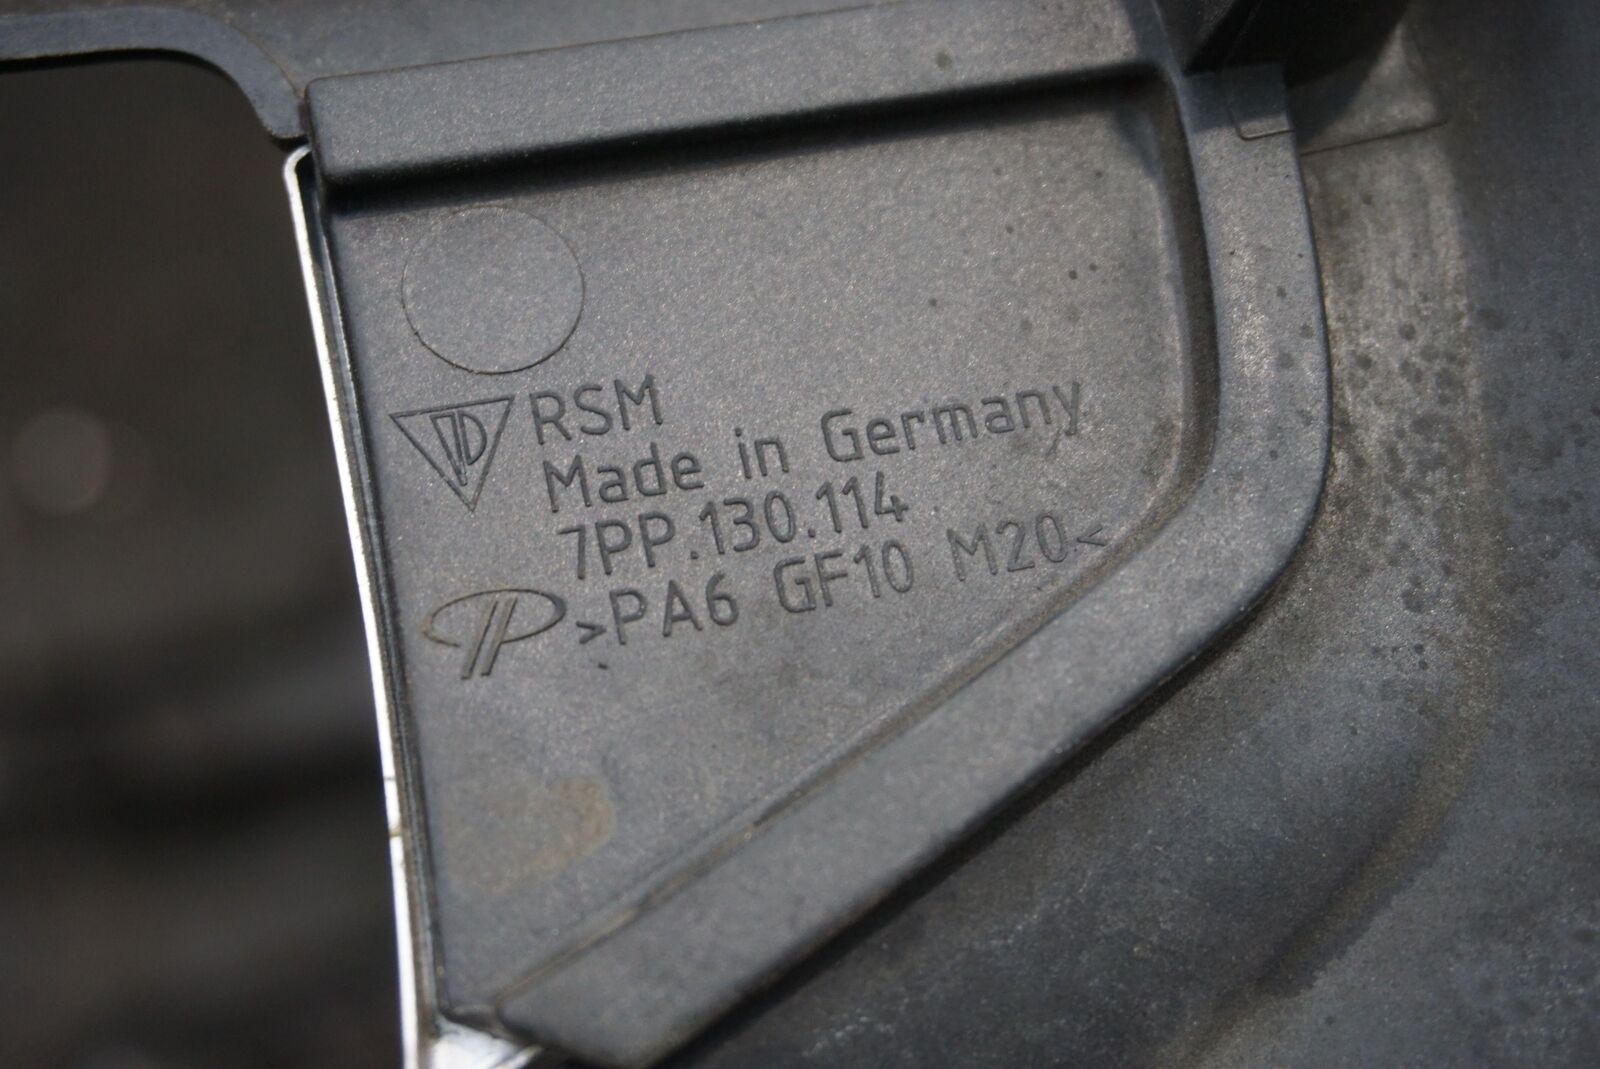 RSM
Made in Germany
7PP.130.114
>PA6 GF10 M20<